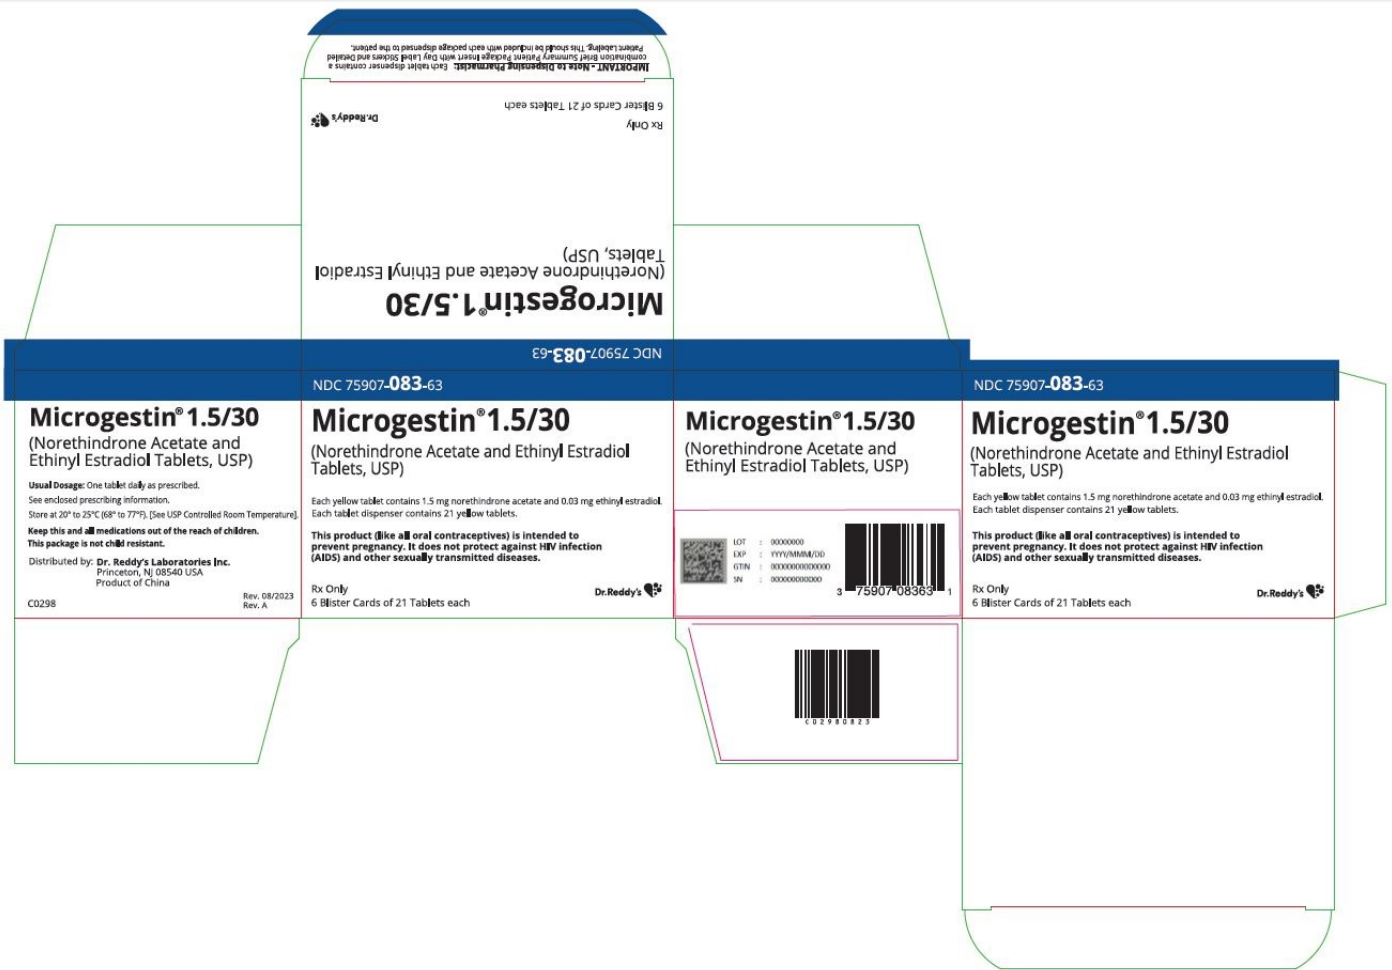 IMPORTANT - Note to Dispensing Pharmacist: Each tablet dispenser contains a
combination Brief Summary Patient Package Insert with Day Label Stickers and Detailed
Patient Labeling. This should be included with each package dispensed to the patient.
Rx Only
6 Blister Cards of 21 Tablets each
Dr.Reddy's
Microgestin® 1.5/30
(Norethindrone Acetate and Ethinyl Estradiol
Tablets, USP)
NDC 75907-083-63
Microgestin® 1.5/30
(Norethindrone Acetate and
Ethinyl Estradiol Tablets, USP)
Usual Dosage: One tablet daily as prescribed.
See enclosed prescribing information.
Store at 20° to 25°C (68° to 77°F). [See USP Controlled Room Temperature].
Keep this and all medications out of the reach of children.
This package is not child resistant.
Distributed by: Dr. Reddy's Laboratories Inc.
Princeton, NJ 08540 USA
Product of China
C0298
Rev. 08/2023
Rev. A
NDC 75907-083-63
Microgestin® 1.5/30
(Norethindrone Acetate and Ethinyl Estradiol
Tablets, USP)
Each yellow tablet contains 1.5 mg norethindrone acetate and 0.03 mg ethinyl estradiol.
Each tablet dispenser contains 21 yellow tablets.
This product (like all oral contraceptives) is intended to
prevent pregnancy. It does not protect against HIV infection
(AIDS) and other sexually transmitted diseases.
Rx Only
6 Blister Cards of 21 Tablets each
Dr.Reddy's
Microgestin® 1.5/30
(Norethindrone Acetate and
Ethinyl Estradiol Tablets, USP)
LOT : 00000000
EXP : YYYY/MMM/DD
GTIN : 00000000000000
SN : 000000000000
3 75907 08363 1
C02980823
NDC 75907-083-63
Microgestin® 1.5/30
(Norethindrone Acetate and Ethinyl Estradiol
Tablets, USP)
Each yellow tablet contains 1.5 mg norethindrone acetate and 0.03 mg ethinyl estradiol.
Each tablet dispenser contains 21 yellow tablets.
This product (like all oral contraceptives) is intended to
prevent pregnancy. It does not protect against HIV infection
(AIDS) and other sexually transmitted diseases.
Rx Only
6 Blister Cards of 21 Tablets each
Dr.Reddy's